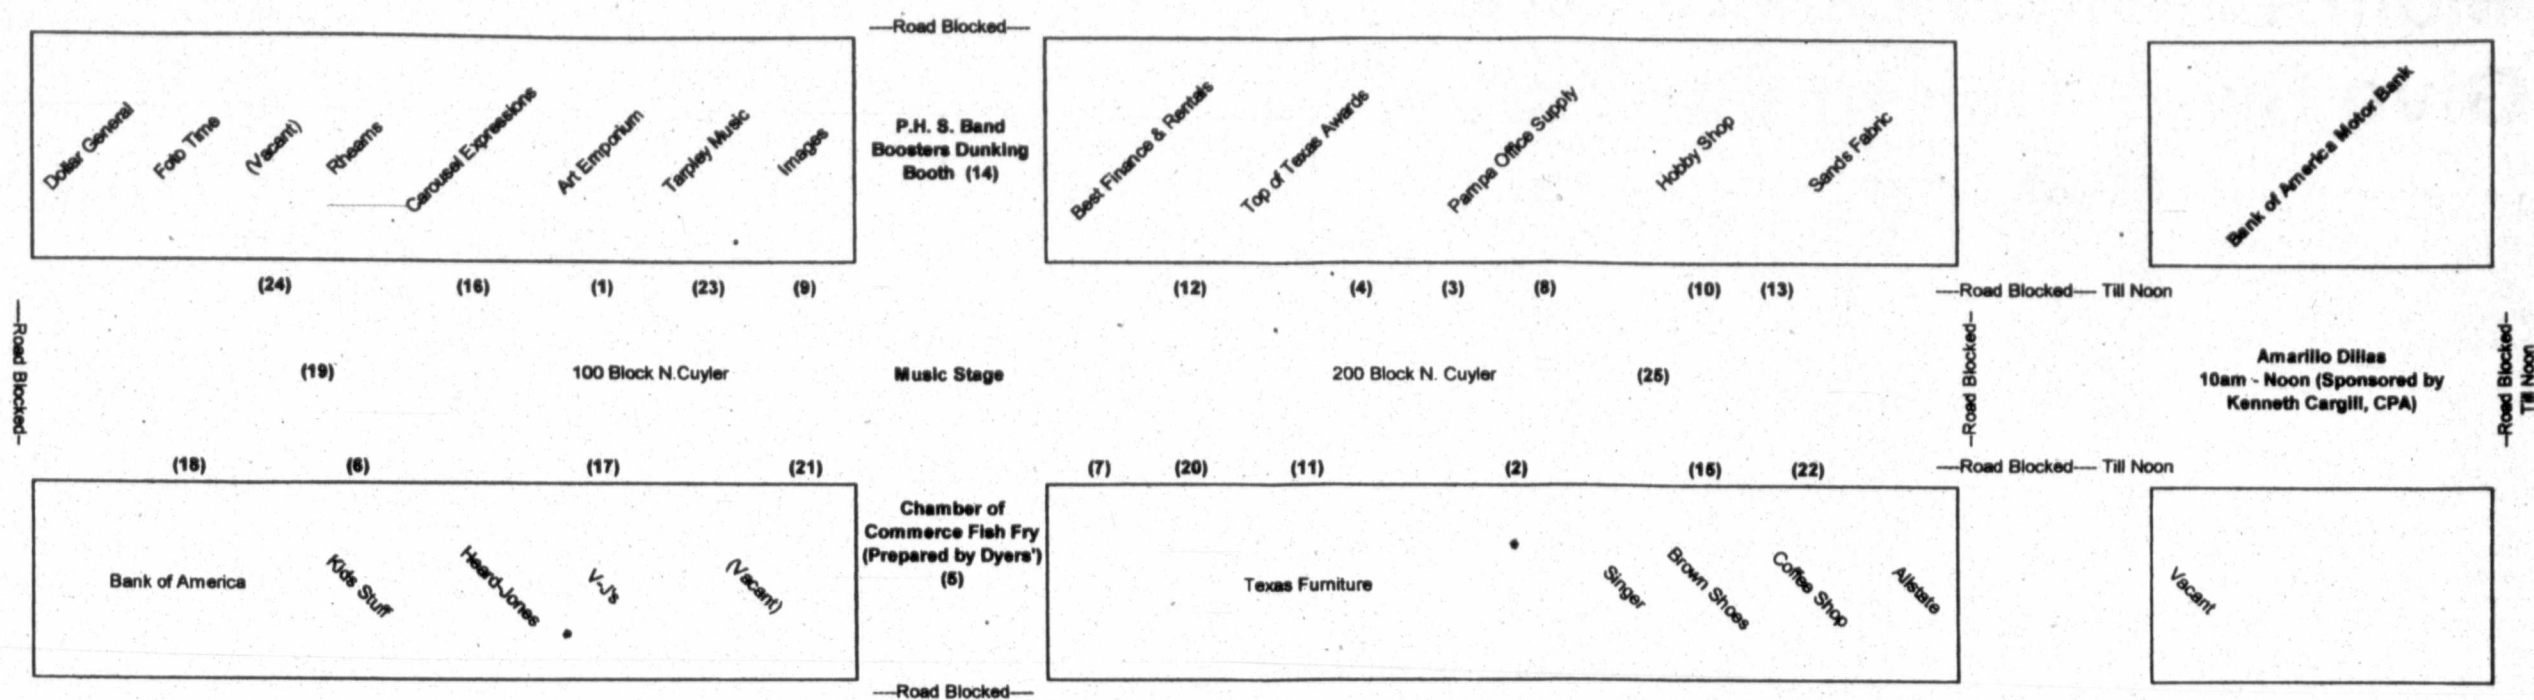 ----Road Blocked----
Dollar General
Foto Time
(Vacant)
Rheams
Carousel Expressions
Art Emporium
Tarpley Music
Images
P.H. S. Band
Boosters Dunking
Booth (14)
Best Finance & Rentals
Top of Texas Awards
Pampa Office Supply
Hobby Shop
Sands Fabric
Bank of America Motor Bank
(24) (16) (1) (23) (9)
(12) (4) (3) (8) (10) (13)
----Road Blocked---- Till Noon
----Road Blocked--
(19)
100 Block N.Cuyler
Music Stage
200 Block N. Cuyler
(25)
--Road Blocked--
Amarillo Dillas
10am - Noon (Sponsored by
Kenneth Cargill, CPA)
--Road Blocked--
Till Noon
(18) (6) (17) (21)
(7) (20) (11) (2) (15) (22)
----Road Blocked---- Till Noon
Bank of America
Kids Stuff
Heard-Jones
V-J's
(Vacant)
Chamber of
Commerce Fish Fry
(Prepared by Dyers')
(5)
Texas Furniture
Singer
Brown Shoes
Coffee Shop
Allstate
Vacant
----Road Blocked----